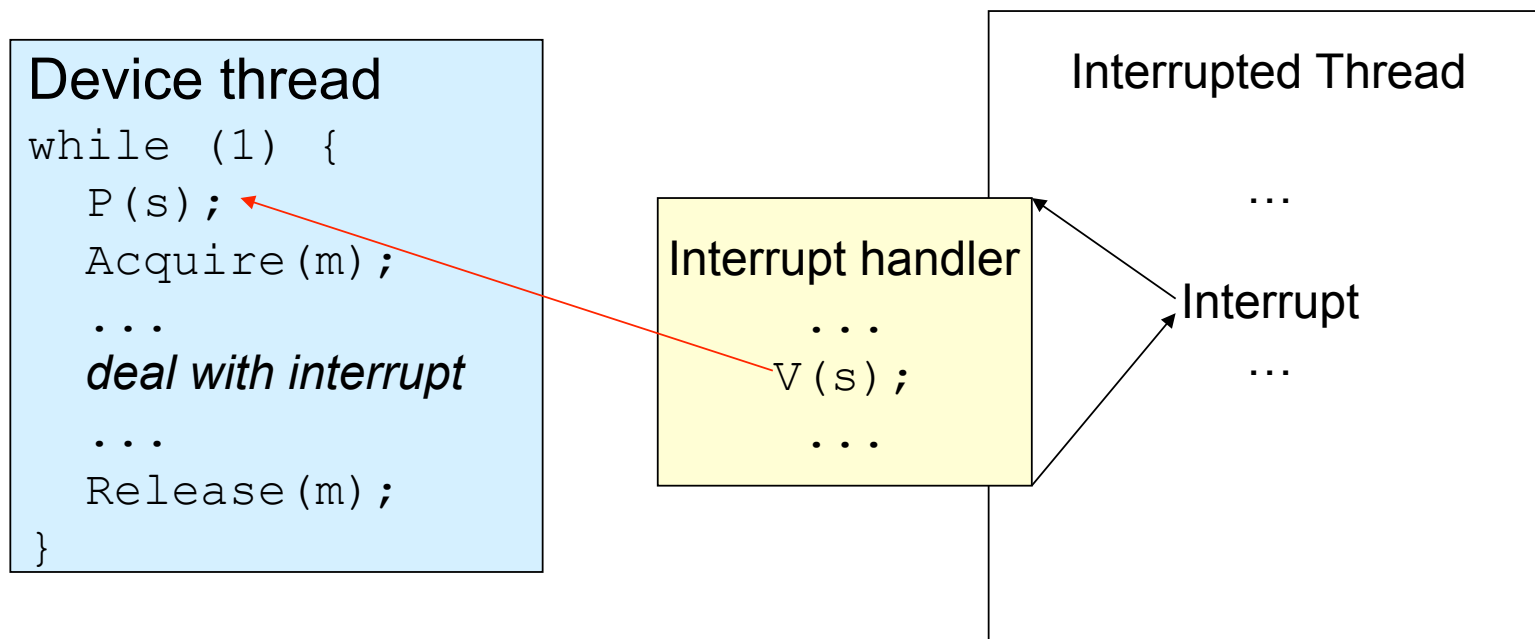 Device thread
while (1) {
P(s);
Acquire(m);
...
deal with interrupt
...
Release(m);
}
Interrupt handler
...
V(s);
...
Interrupted Thread
...
Interrupt
...